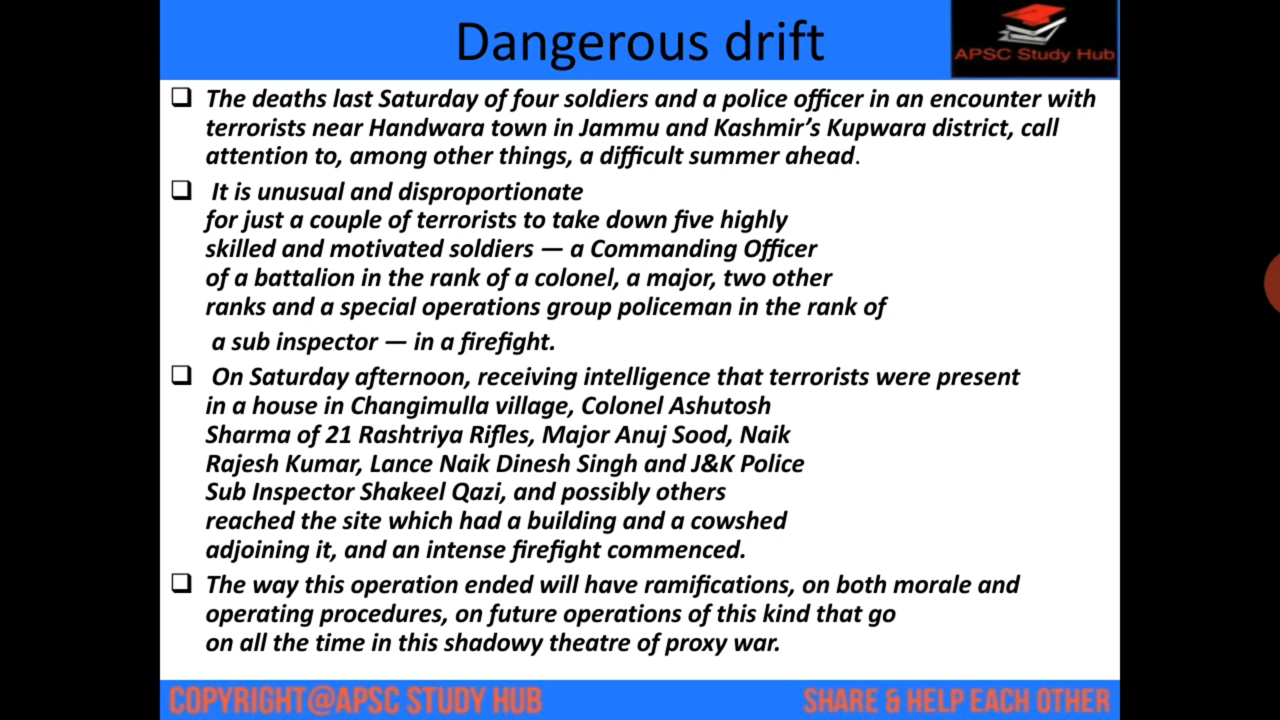 Dangerous drift
APSC Study Hub
The deaths last Saturday of four soldiers and a police officer in an encounter with
terrorists near Handwara town in Jammu and Kashmir’s Kupwara district, call
attention to, among other things, a difficult summer ahead.
It is unusual and disproportionate
for just a couple of terrorists to take down five highly
skilled and motivated soldiers — a Commanding Officer
of a battalion in the rank of a colonel, a major, two other
ranks and a special operations group policeman in the rank of
a sub inspector — in a firefight.
On Saturday afternoon, receiving intelligence that terrorists were present
in a house in Changimulla village, Colonel Ashutosh
Sharma of 21 Rashtriya Rifles, Major Anuj Sood, Naik
Rajesh Kumar, Lance Naik Dinesh Singh and J&K Police
Sub Inspector Shakeel Qazi, and possibly others
reached the site which had a building and a cowshed
adjoining it, and an intense firefight commenced.
The way this operation ended will have ramifications, on both morale and
operating procedures, on future operations of this kind that go
on all the time in this shadowy theatre of proxy war.
COPYRIGHT@APSC STUDY HUB
SHARE & HELP EACH OTHER